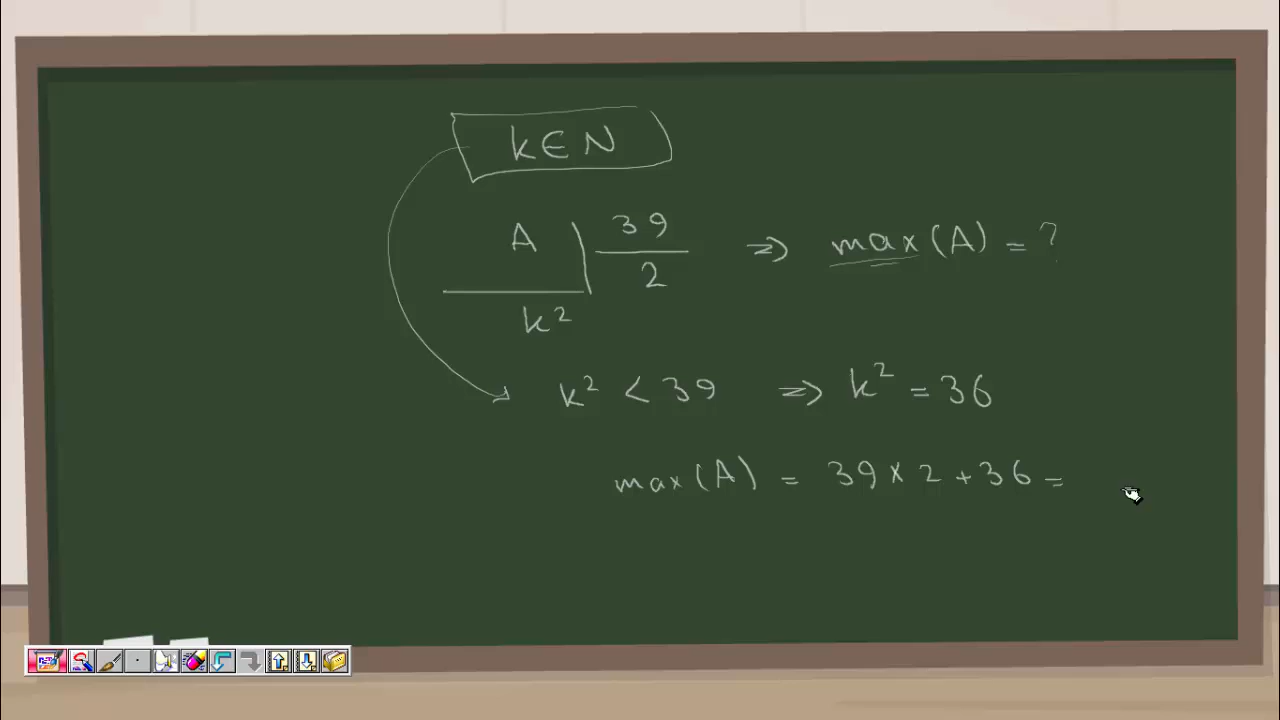 k∈N
A | 39
2 ⇒ max(A) = ?
k²
k² < 39 ⇒ k² = 36
max(A) = 39 × 2 + 36 =